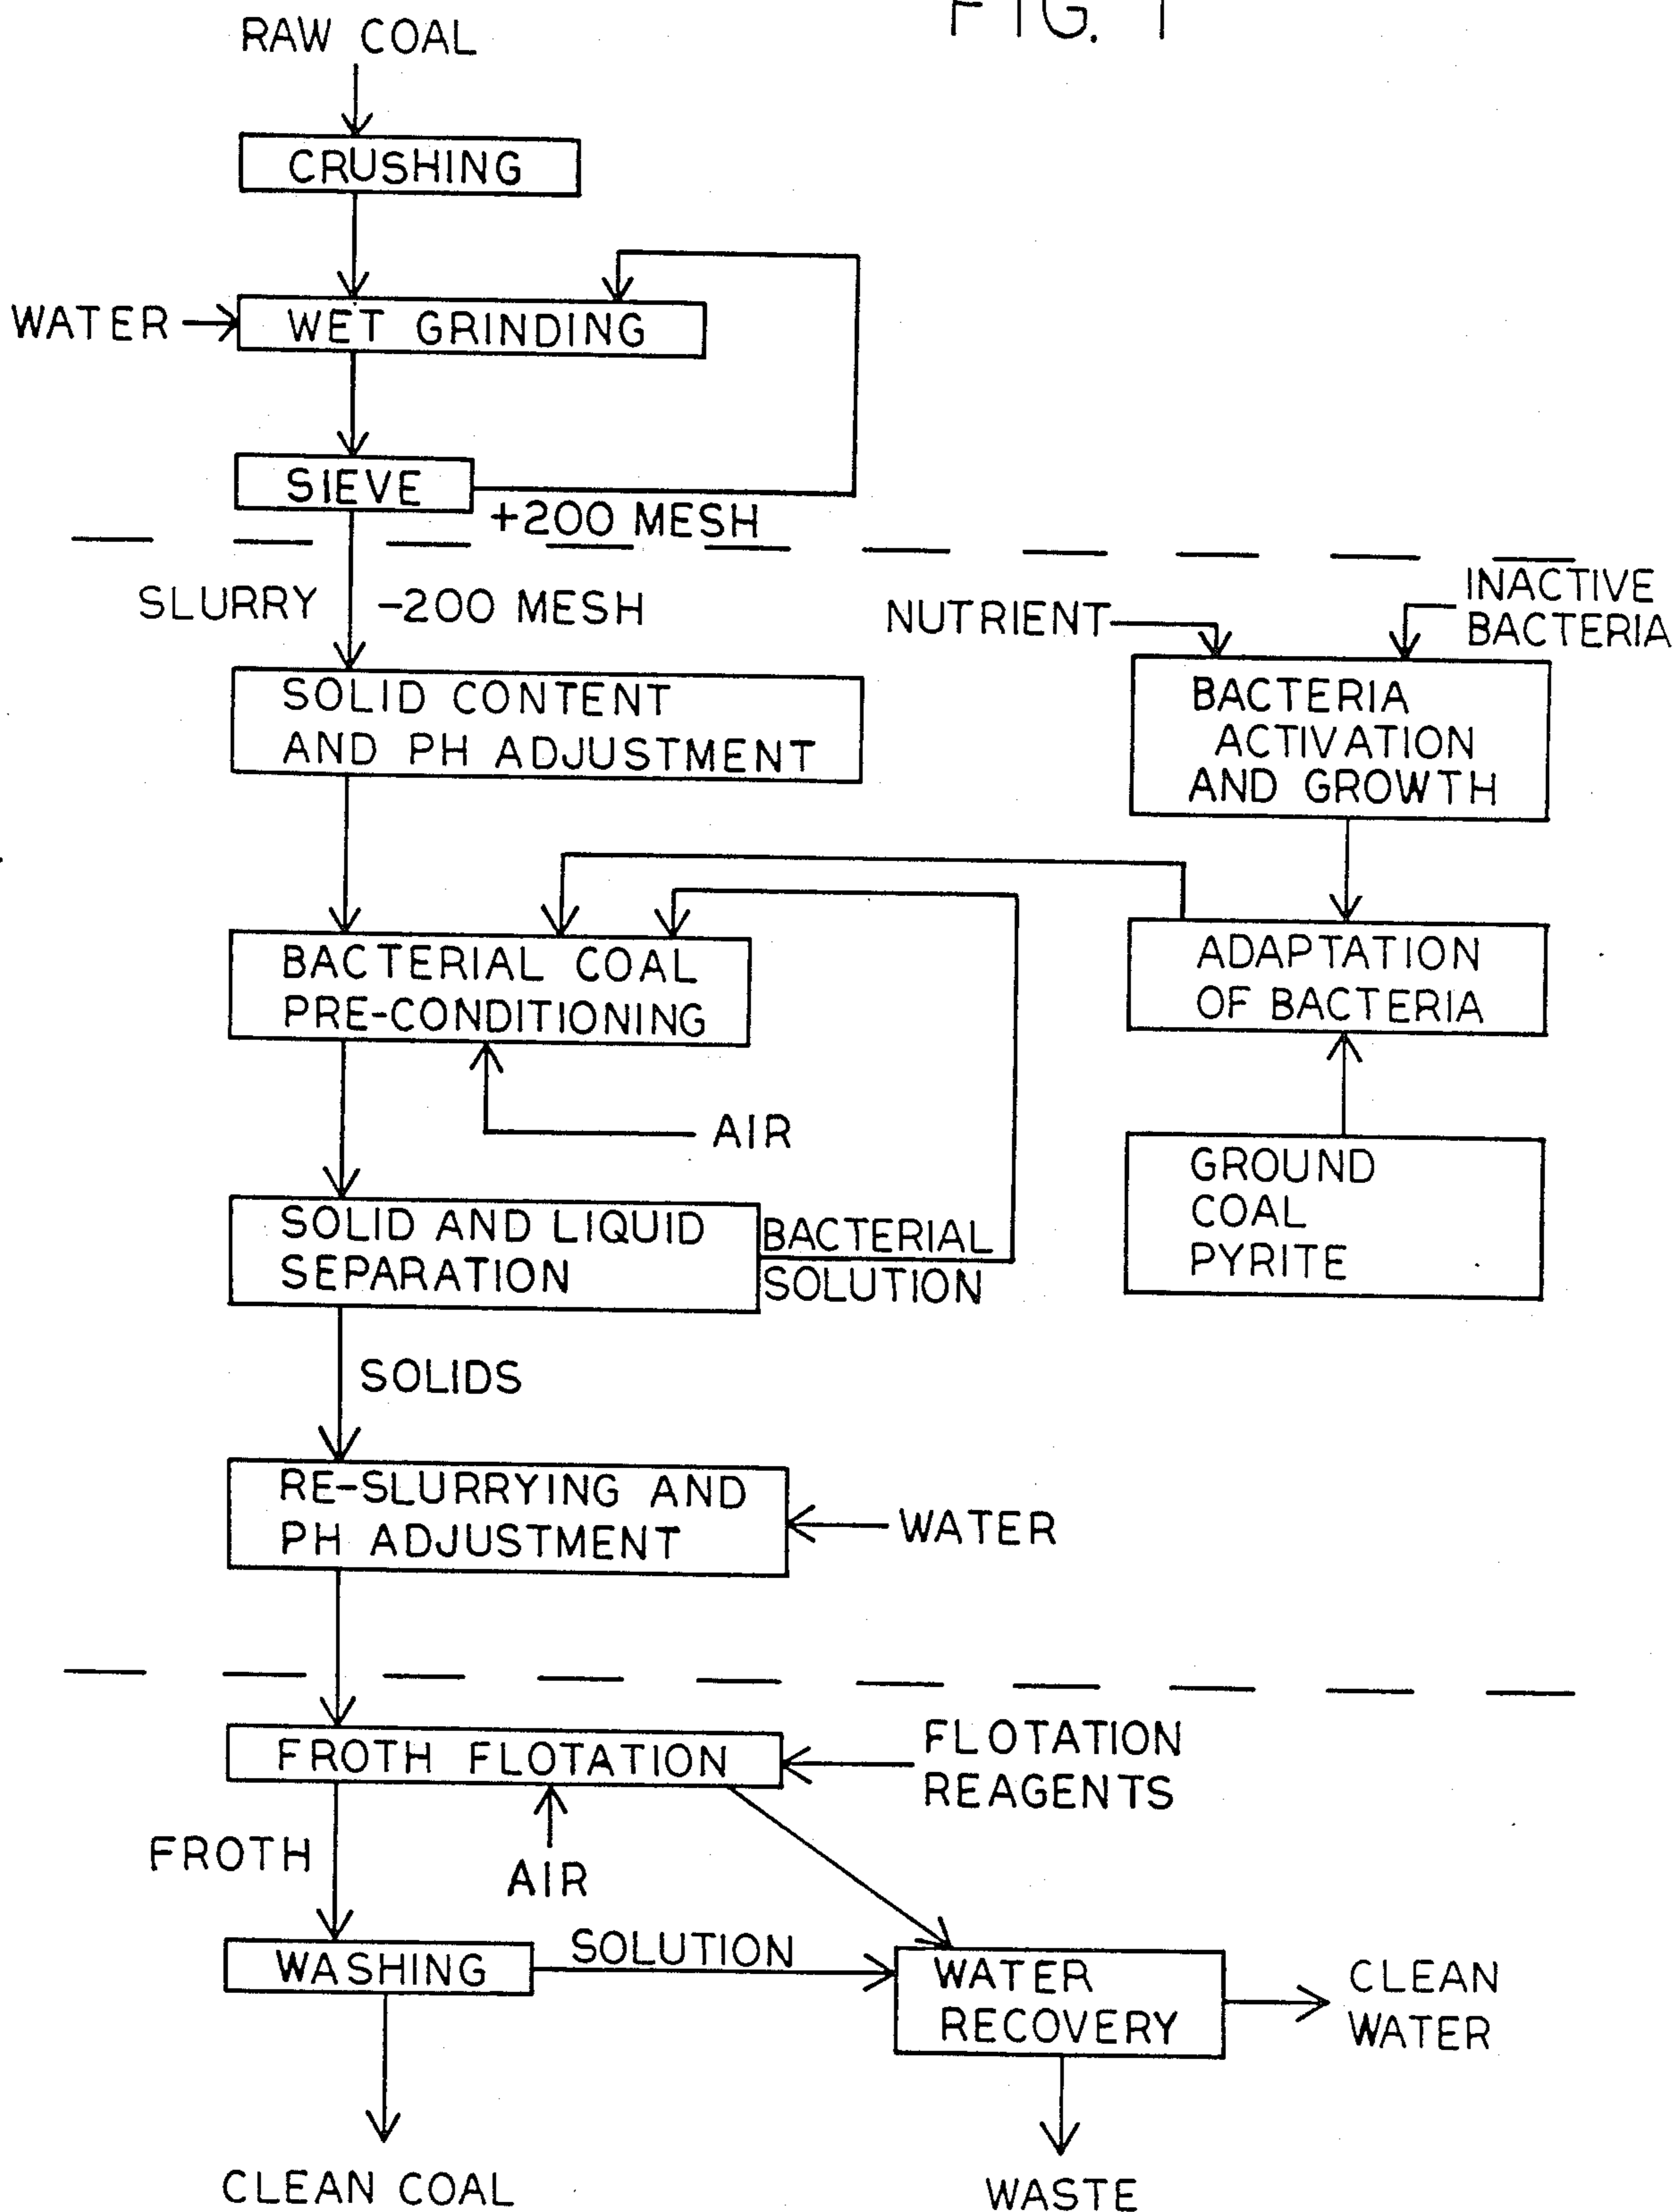 FIG. 1
RAW COAL
CRUSHING
WATER
WET GRINDING
SIEVE
+200 MESH
SLURRY
-200 MESH
NUTRIENT
INACTIVE
BACTERIA
SOLID CONTENT
AND PH ADJUSTMENT
BACTERIA
ACTIVATION
AND GROWTH
BACTERIAL COAL
PRE-CONDITIONING
ADAPTATION
OF BACTERIA
AIR
GROUND
COAL
PYRITE
SOLID AND LIQUID
SEPARATION
BACTERIAL
SOLUTION
SOLIDS
RE-SLURRYING AND
PH ADJUSTMENT
WATER
FROTH FLOTATION
FLOTATION
REAGENTS
FROTH
AIR
WASHING
SOLUTION
WATER
RECOVERY
CLEAN
WATER
CLEAN COAL
WASTE